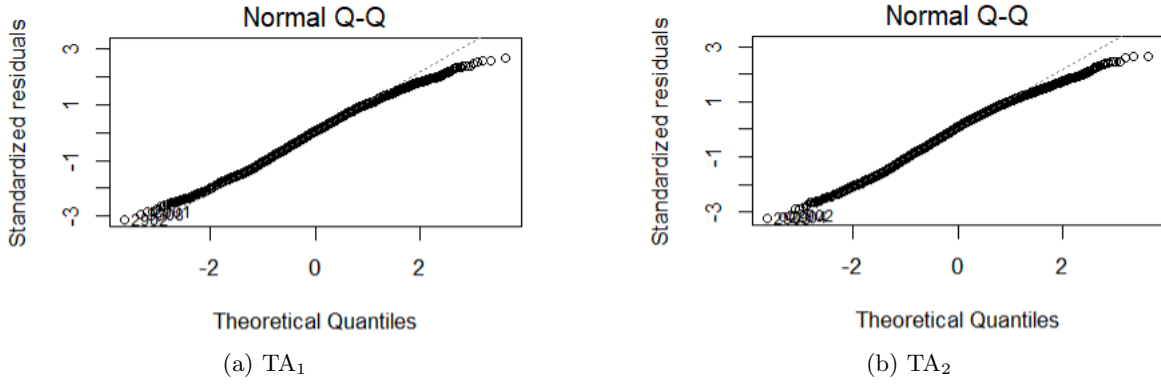 Normal Q-Q
Standardized residuals
3
1
-1
-3
2902
-2
0
2
Theoretical Quantiles
(a) TA₁
Normal Q-Q
Standardized residuals
3
1
-1
-3
-2
0
2
Theoretical Quantiles
(b) TA₂